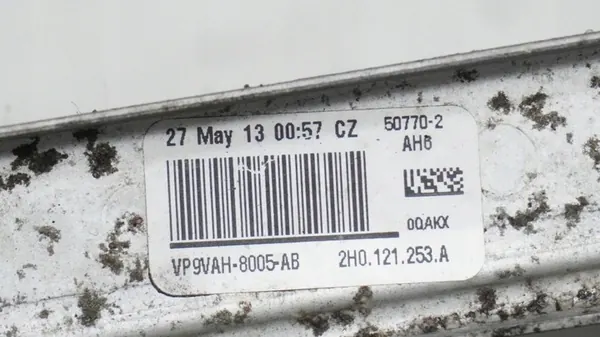 27 May 13 00:57 CZ
50770-2
AH6
00AKX
VP9VAH-8005-AB
2H0.121.253.A